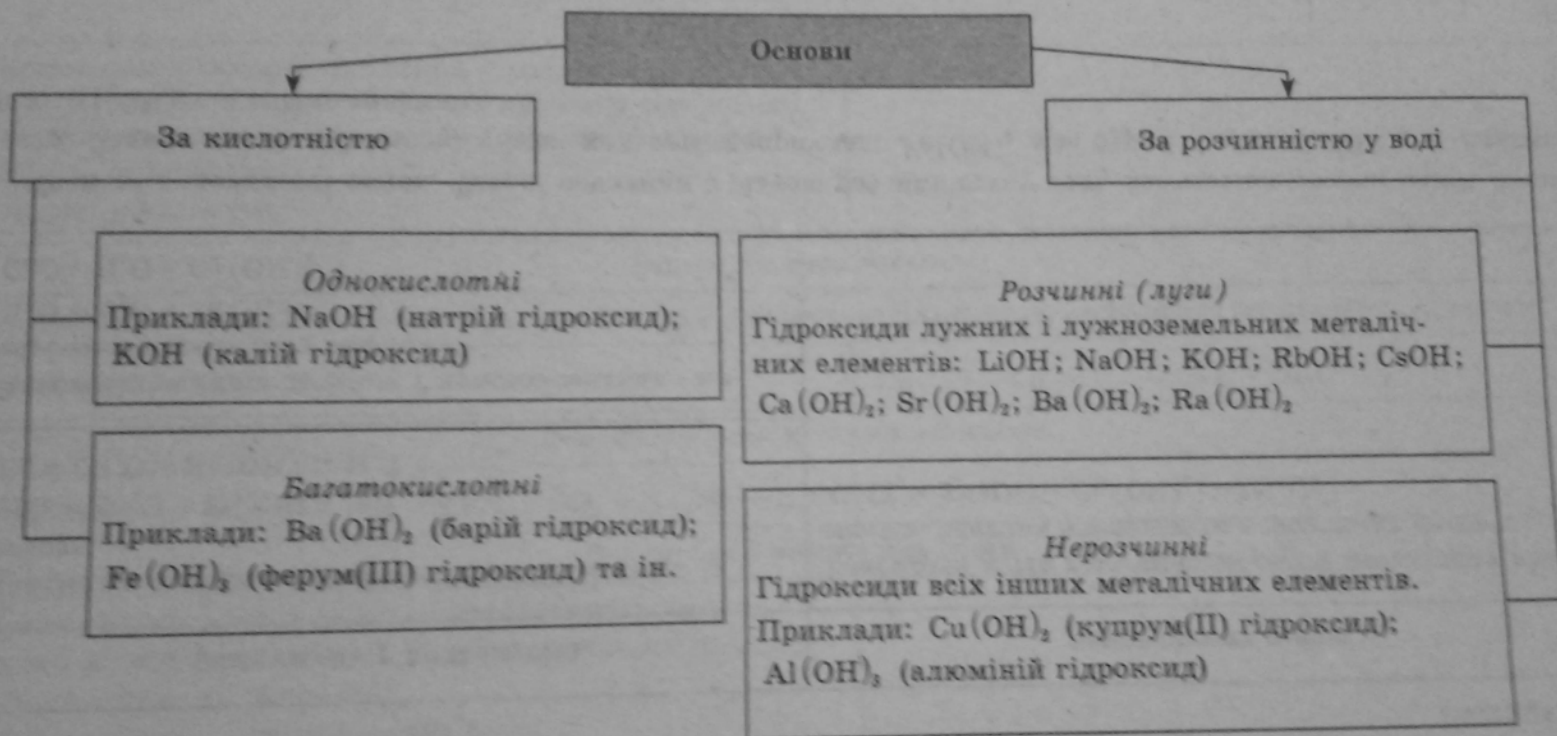 Основи
За кислотністю
Однокислотні
Приклади: NaOH (натрій гідроксид);
KOH (калій гідроксид)
Багатокислотні
Приклади: Ba(OH)₂ (барій гідроксид);
Fe(OH)₃ (ферум(III) гідроксид) та ін.
За розчинністю у воді
Розчинні (луги)
Гідроксиди лужних і лужноземельних металіч-
них елементів: LiOH; NaOH; KOH; RbOH; CsOH;
Ca(OH)₂; Sr(OH)₂; Ba(OH)₂; Ra(OH)₂
Нерозчинні
Гідроксиди всіх інших металічних елементів.
Приклади: Cu(OH)₂ (купрум(II) гідроксид);
Al(OH)₃ (алюміній гідроксид)